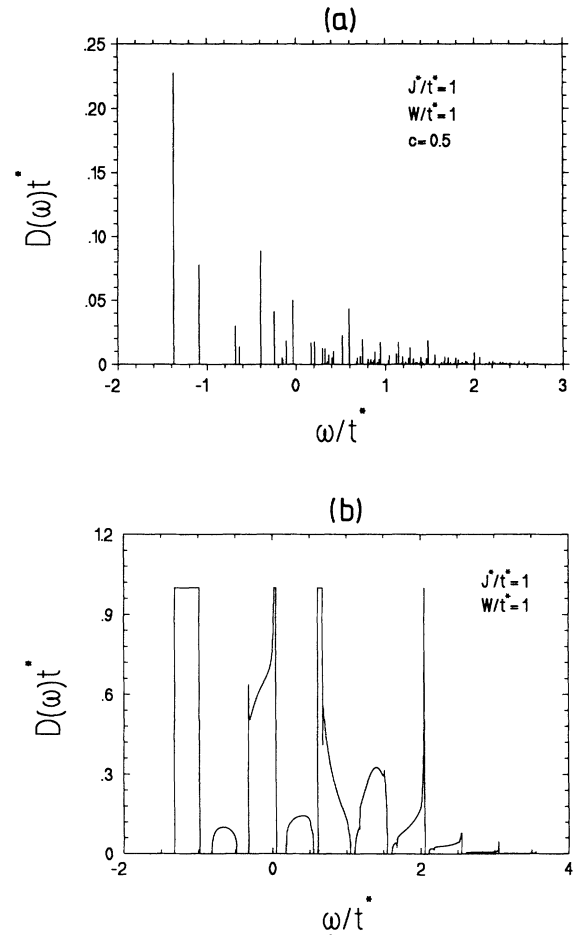 (a)
.25
.20
.15
.10
.05
0
D(ω)t*
J*/t*=1
W/t*=1
c=0.5
-2 -1 0 1 2 3
ω/t*
(b)
1.2
.9
.6
.3
0
D(ω)t*
J*/t*=1
W/t*=1
-2 0 2 4
ω/t*